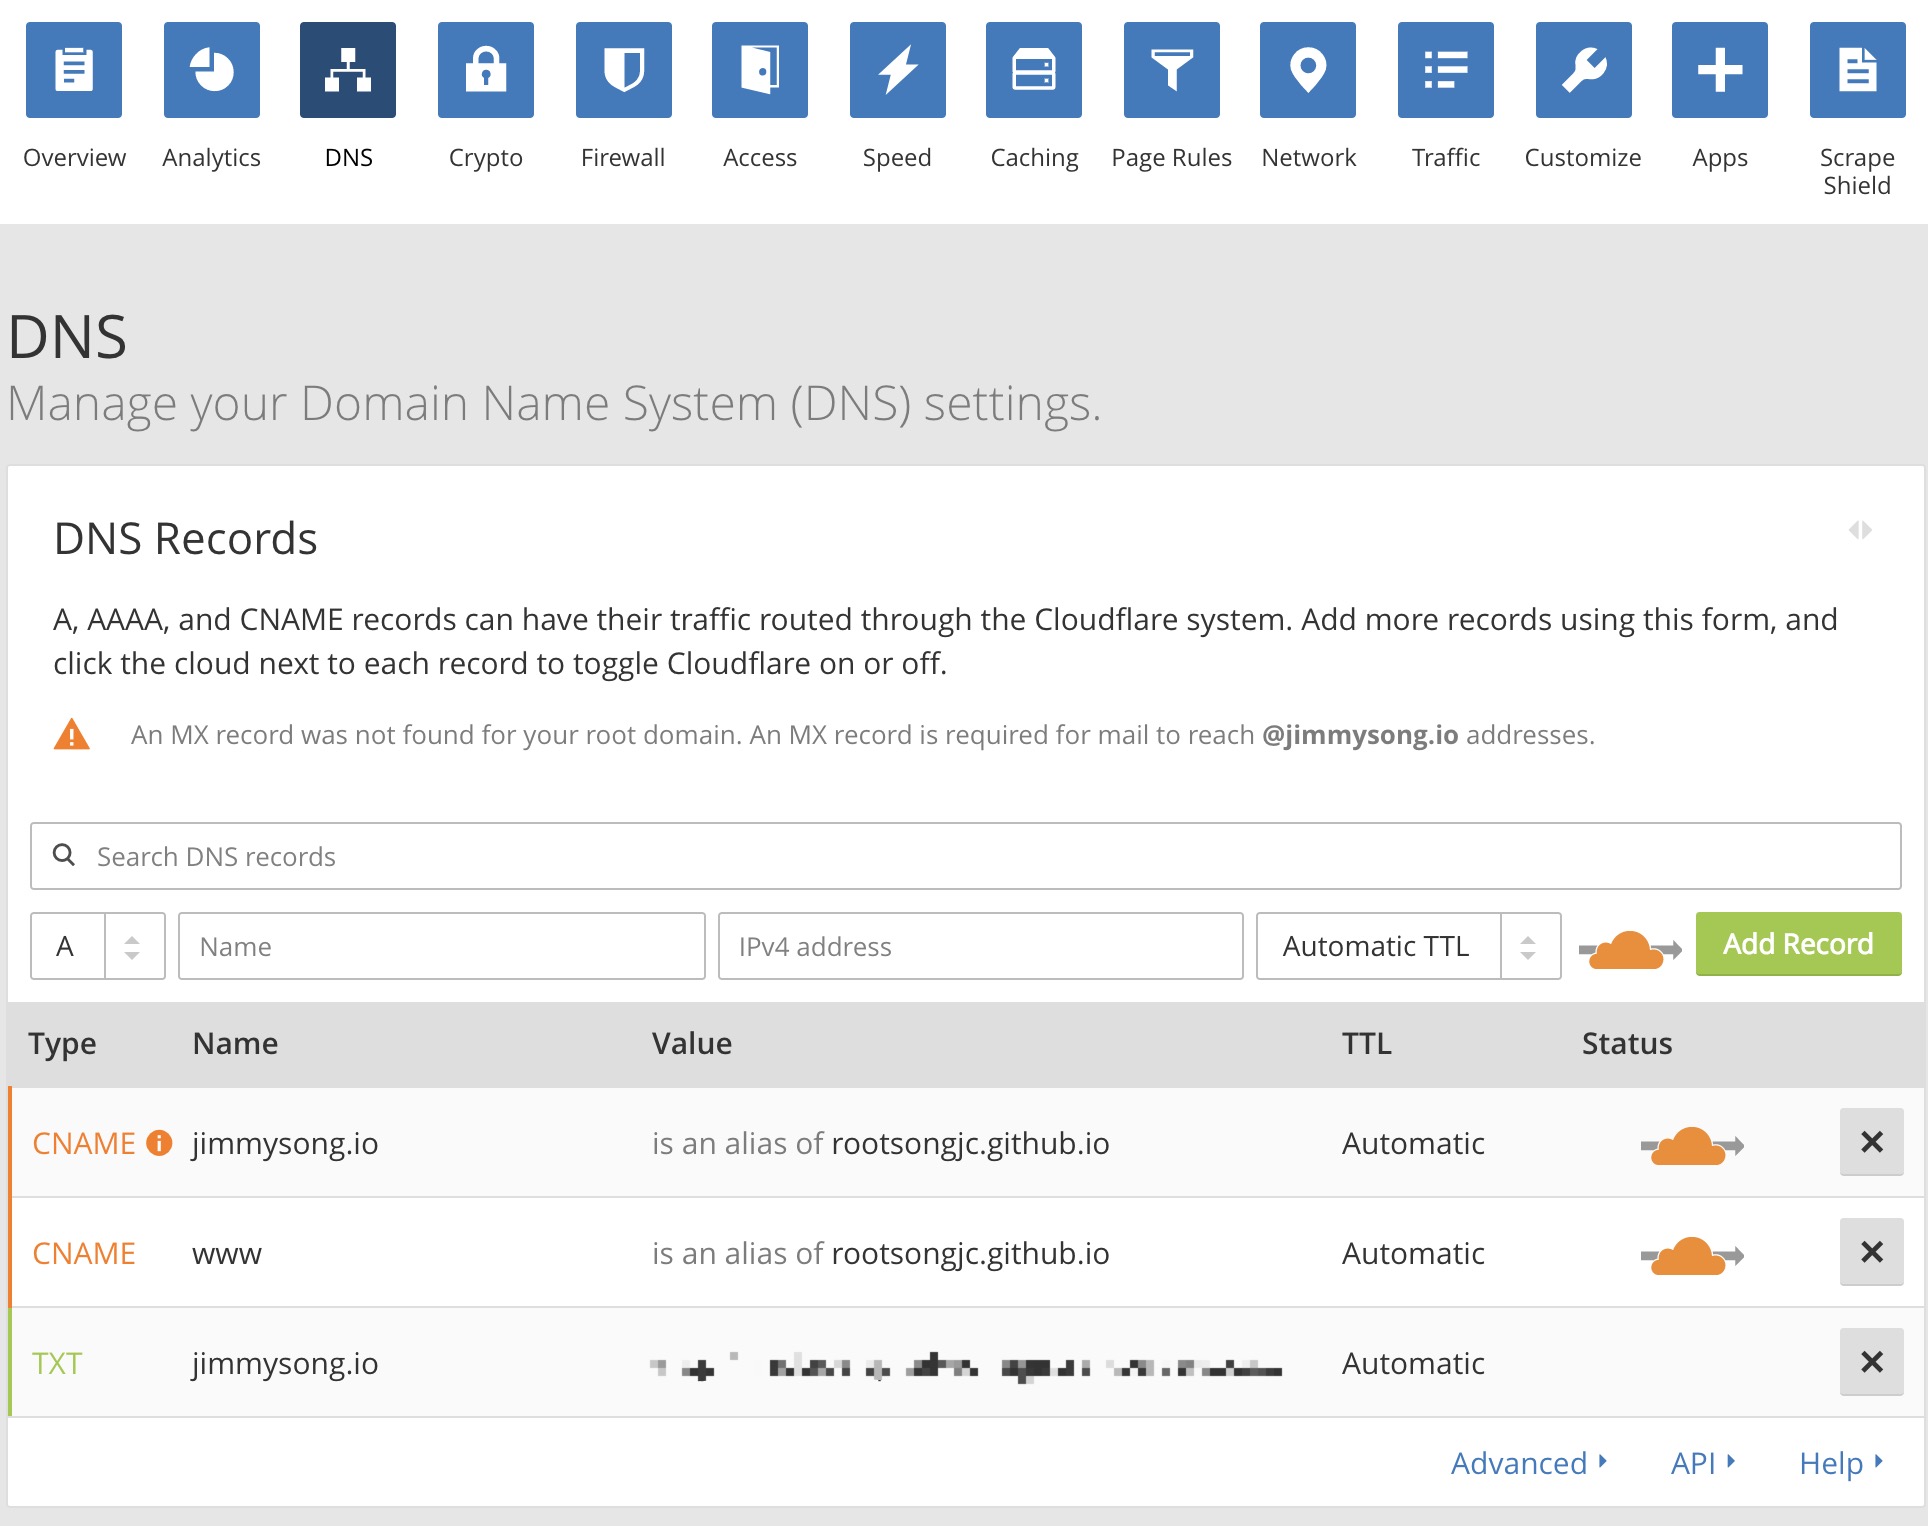 Overview Analytics DNS Crypto Firewall Access Speed Caching Page Rules Network Traffic Customize Apps Scrape Shield
DNS
Manage your Domain Name System (DNS) settings.
DNS Records
A, AAAA, and CNAME records can have their traffic routed through the Cloudflare system. Add more records using this form, and
click the cloud next to each record to toggle Cloudflare on or off.
An MX record was not found for your root domain. An MX record is required for mail to reach @jimmysong.io addresses.
Search DNS records
A Name IPv4 address Automatic TTL Add Record
Type Name Value TTL Status
CNAME jimmysong.io is an alias of rootsongjc.github.io Automatic
CNAME www is an alias of rootsongjc.github.io Automatic
TXT jimmysong.io Automatic
Advanced API Help